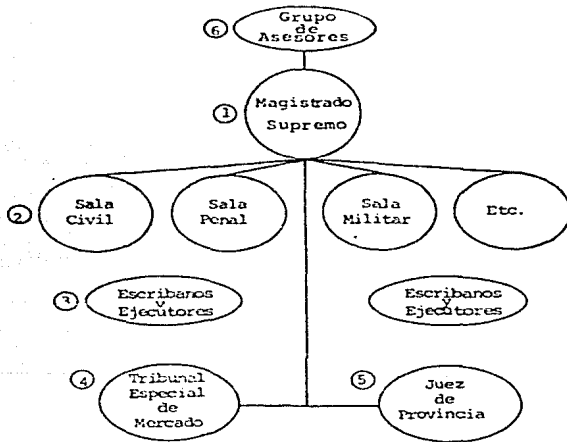 6
Grupo
de
Asesores
1
Magistrado
Supremo
2
Sala
Civil
Sala
Penal
Sala
Militar
Etc.
3
Escribanos
y
Ejecutores
Escribanos
y
Ejecutores
4
Tribunal
Especial
de
Mercado
5
Juez
de
Provincia